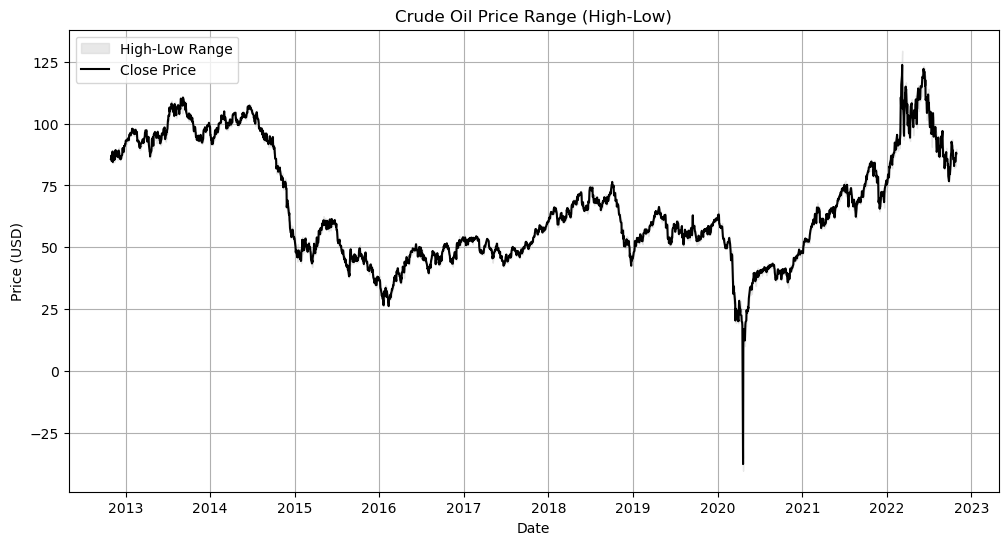 Crude Oil Price Range (High-Low)
High-Low Range
Close Price
Price (USD)
125
100
75
50
25
0
−25
2013 2014 2015 2016 2017 2018 2019 2020 2021 2022 2023
Date